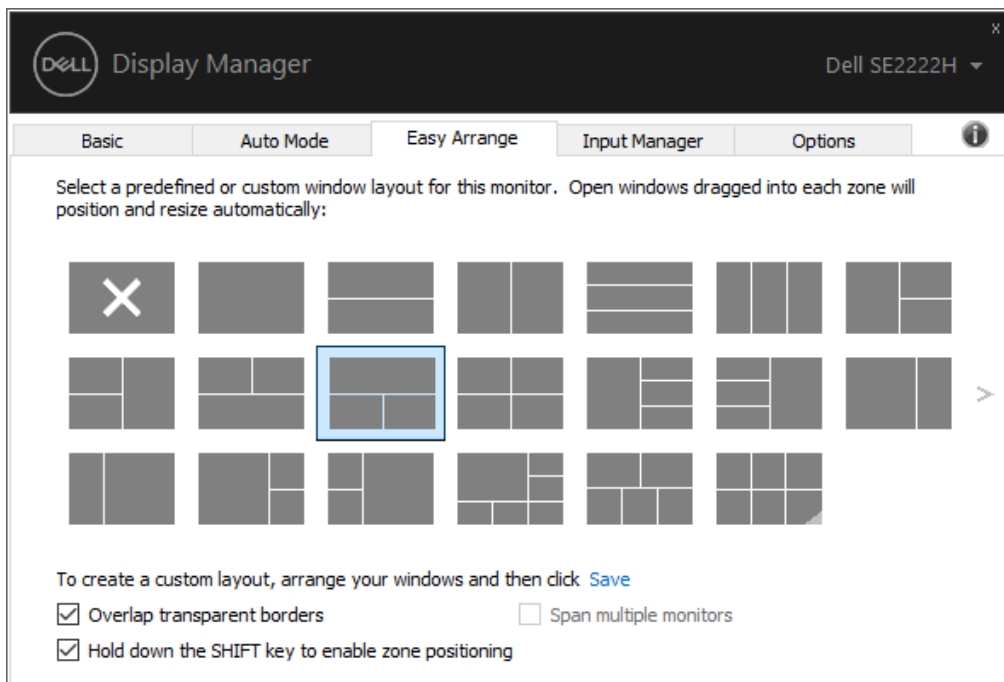 x
DELL Display Manager Dell SE2222H
Basic Auto Mode Easy Arrange Input Manager Options i
Select a predefined or custom window layout for this monitor. Open windows dragged into each zone will
position and resize automatically:
>
To create a custom layout, arrange your windows and then click Save
Overlap transparent borders Span multiple monitors
Hold down the SHIFT key to enable zone positioning